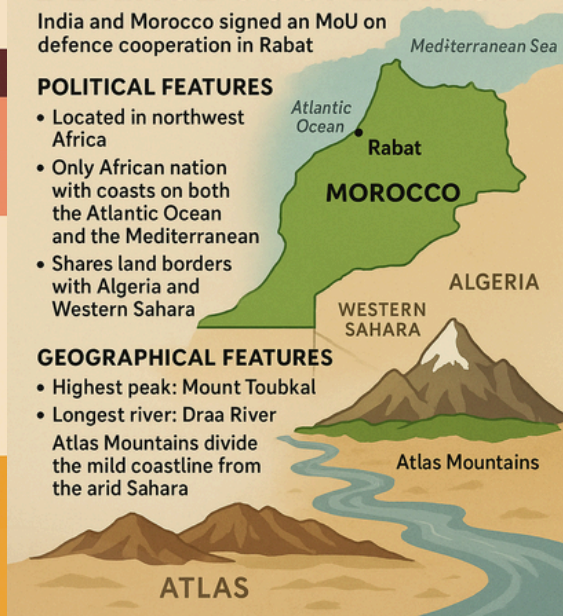 India and Morocco signed an MoU on
defence cooperation in Rabat
Mediterranean Sea
POLITICAL FEATURES
• Located in northwest
Africa
• Only African nation
with coasts on both
the Atlantic Ocean
and the Mediterranean
• Shares land borders
with Algeria and
Western Sahara
Atlantic
Ocean
Rabat
MOROCCO
ALGERIA
WESTERN
SAHARA
GEOGRAPHICAL FEATURES
• Highest peak: Mount Toubkal
• Longest river: Draa River
Atlas Mountains divide
the mild coastline from
the arid Sahara
Atlas Mountains
ATLAS